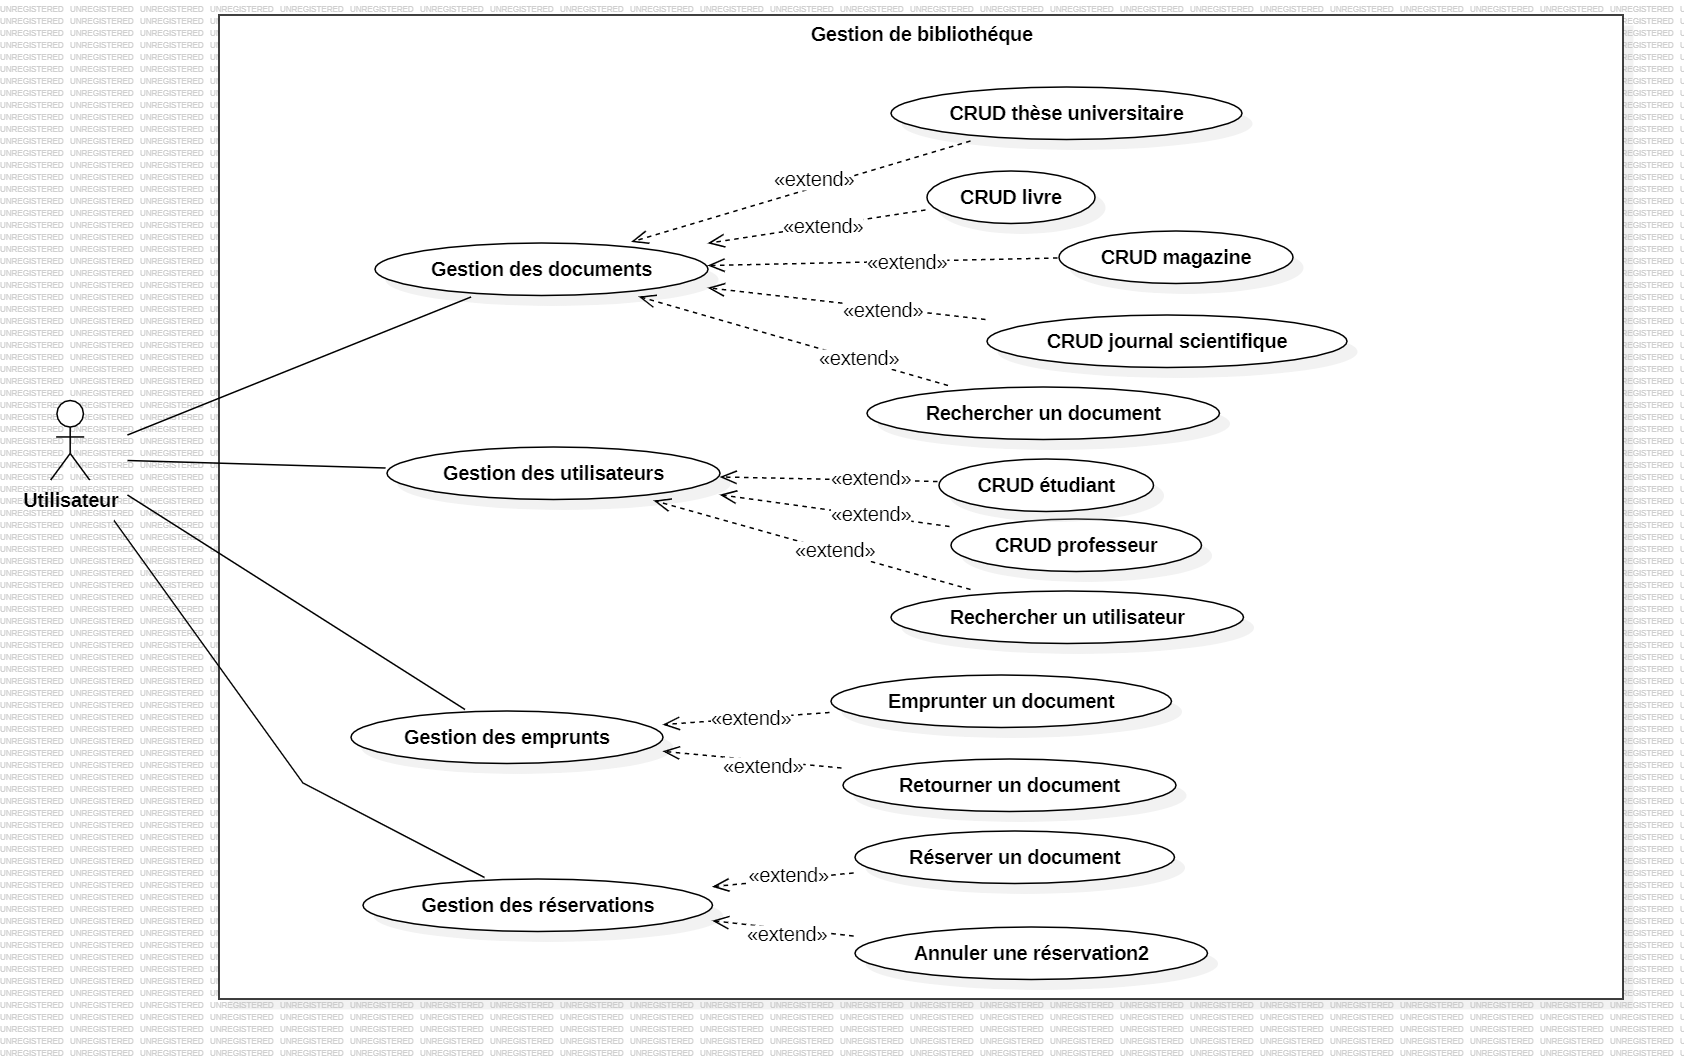 Gestion de bibliothéque
CRUD thèse universitaire
«extend»
CRUD livre
«extend»
CRUD magazine
«extend»
Gestion des documents
«extend»
CRUD journal scientifique
«extend»
Rechercher un document
Utilisateur
Gestion des utilisateurs
«extend»
CRUD étudiant
«extend»
CRUD professeur
«extend»
Rechercher un utilisateur
Emprunter un document
«extend»
Gestion des emprunts
«extend»
Retourner un document
Réserver un document
«extend»
Gestion des réservations
«extend»
Annuler une réservation2
UNREGISTERED